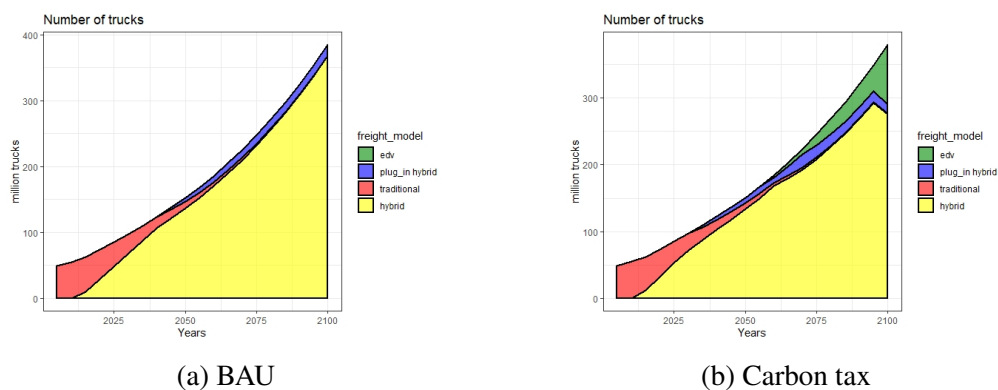 Number of trucks
400
300
200
100
0
million trucks
2025
2050
2075
2100
Years
freight_model
edv
plug_in hybrid
traditional
hybrid
(a) BAU
Number of trucks
300
200
100
0
million trucks
2025
2050
2075
2100
Years
freight_model
edv
plug_in hybrid
traditional
hybrid
(b) Carbon tax